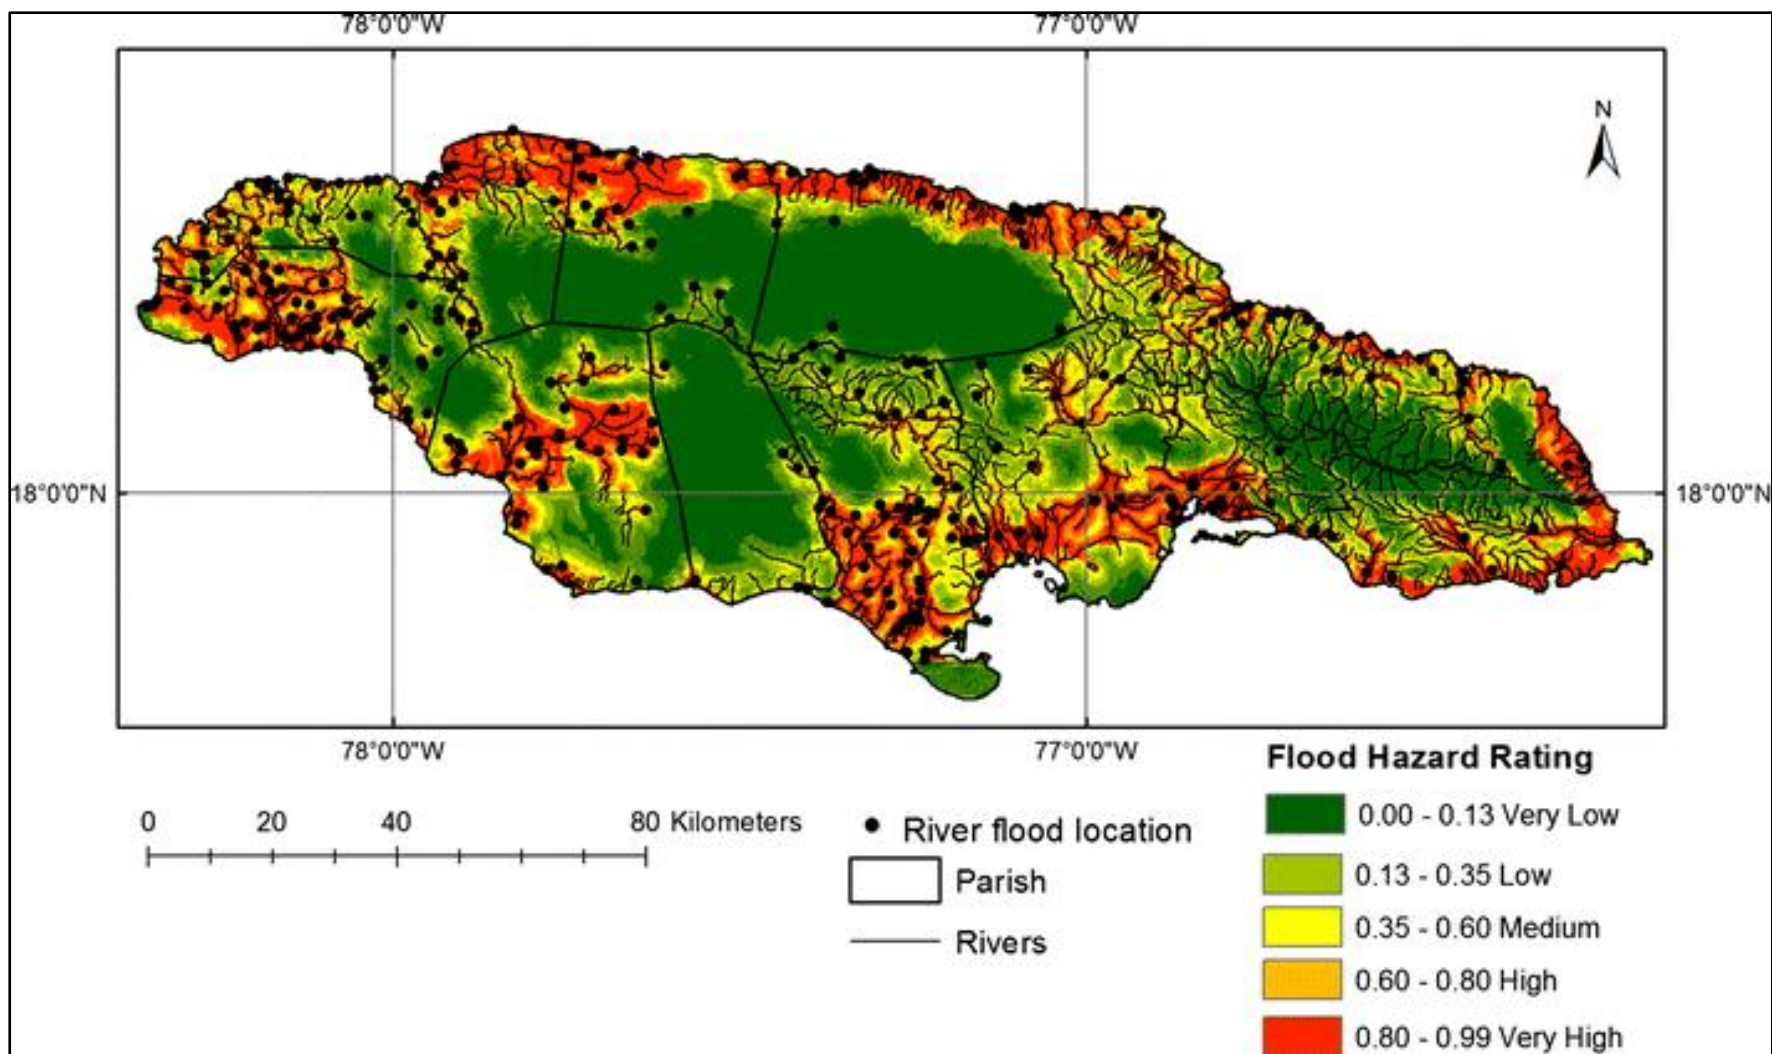 78°0'0"W 77°0'0"W
N
18°0'0"N 18°0'0"N
78°0'0"W 77°0'0"W
Flood Hazard Rating
0.00 - 0.13 Very Low
0.13 - 0.35 Low
0.35 - 0.60 Medium
0.60 - 0.80 High
0.80 - 0.99 Very High
0 20 40 80 Kilometers
River flood location
Parish
Rivers